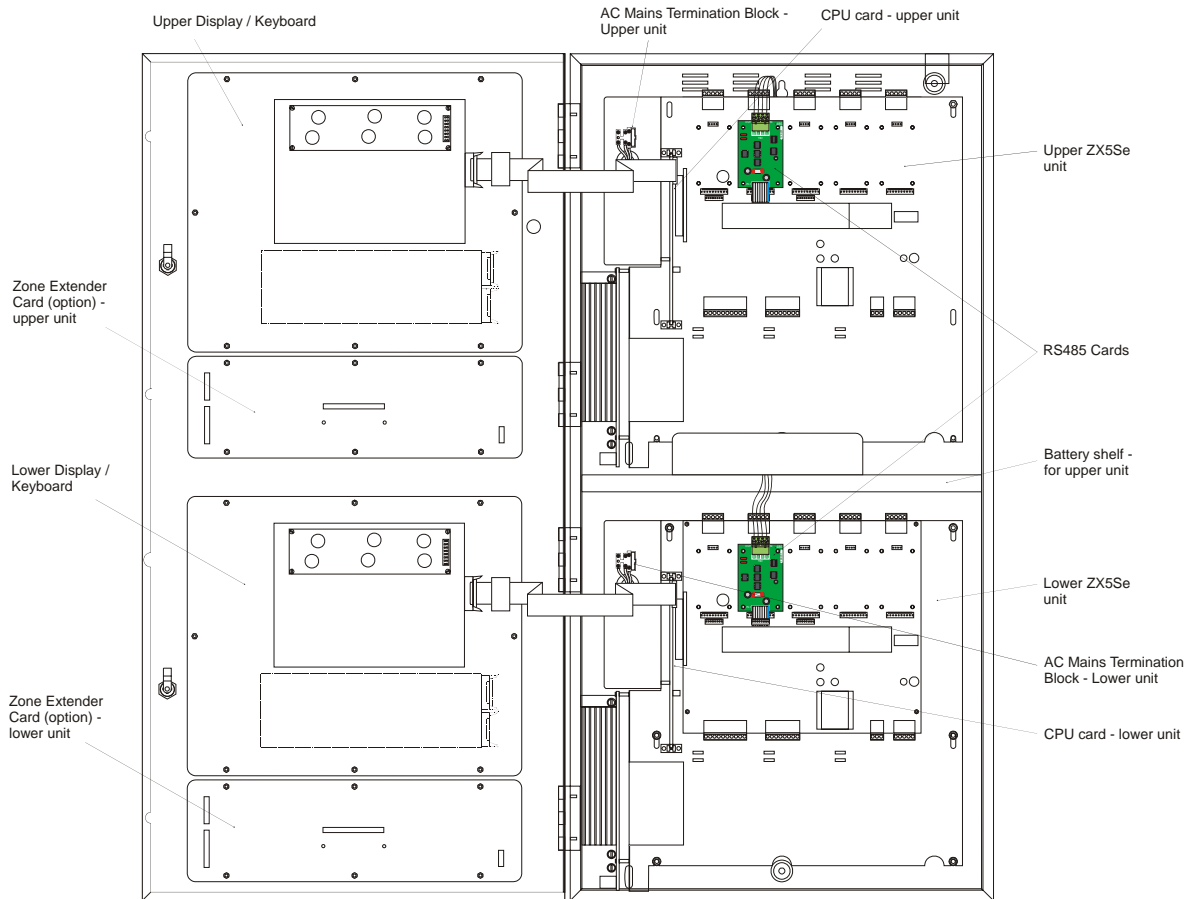 Upper Display / Keyboard
AC Mains Termination Block -
Upper unit
CPU card - upper unit
Upper ZX5Se
unit
Zone Extender
Card (option) -
upper unit
RS485 Cards
Lower Display /
Keyboard
Battery shelf -
for upper unit
Lower ZX5Se
unit
AC Mains Termination
Block - Lower unit
Zone Extender
Card (option) -
lower unit
CPU card - lower unit